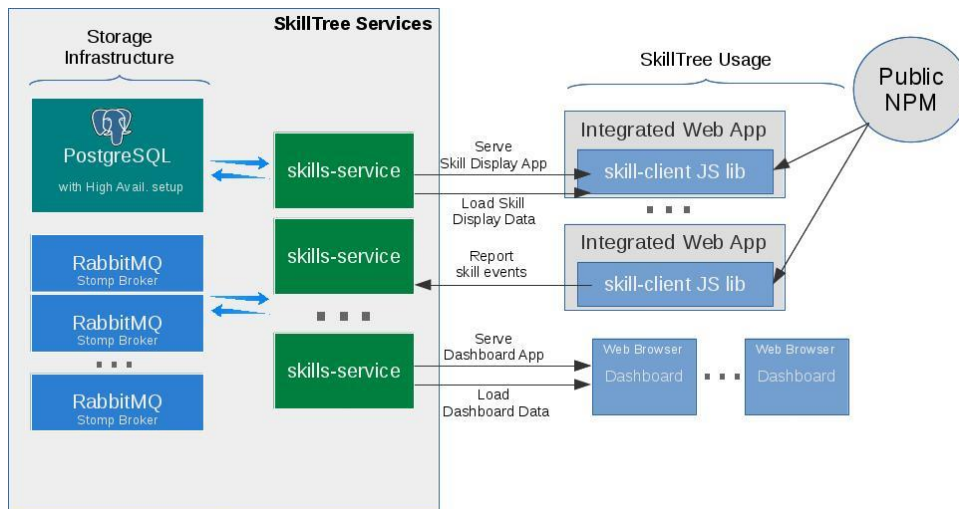 SkillTree Services
Storage
Infrastructure
PostgreSQL
with High Avail. setup
RabbitMQ
Stomp Broker
RabbitMQ
Stomp Broker
RabbitMQ
Stomp Broker
skills-service
skills-service
skills-service
Serve
Skill Display App
Load Skill
Display Data
Report
skill events
Serve
Dashboard App
Load
Dashboard Data
SkillTree Usage
Integrated Web App
skill-client JS lib
Integrated Web App
skill-client JS lib
Web Browser
Dashboard
Web Browser
Dashboard
Public
NPM